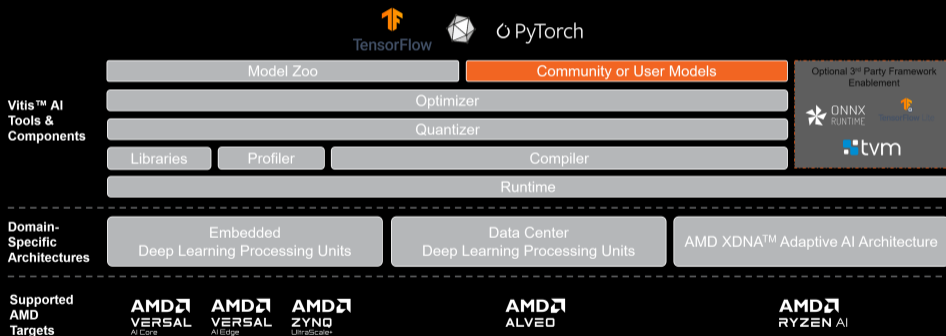 TensorFlow
PyTorch
Vitis™ AI
Tools &
Components
Model Zoo
Community or User Models
Optimizer
Quantizer
Libraries
Profiler
Compiler
Runtime
Optional 3rd Party Framework
Enablement
ONNX
RUNTIME
TensorFlow Lite
tvm
Domain-
Specific
Architectures
Embedded
Deep Learning Processing Units
Data Center
Deep Learning Processing Units
AMD XDNA™ Adaptive AI Architecture
Supported
AMD
Targets
AMD
VERSAL
AI Core
AMD
VERSAL
AI Edge
AMD
ZYNQ
UltraScale+
AMD
ALVEO
AMD
RYZEN AI